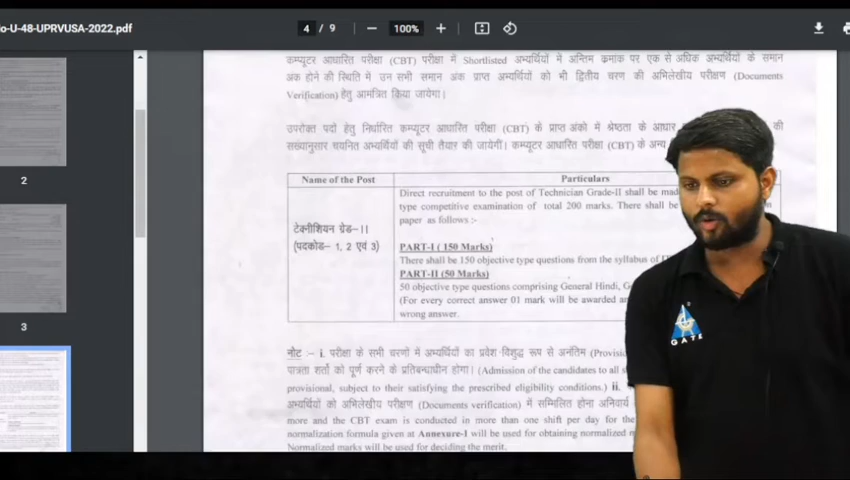 o-U-48-UPRVUSA-2022.pdf
4 / 9
100%
2
3
कम्प्यूटर आधारित परीक्षा (CBT) परीक्षा में Shortlisted अभ्यर्थियों में अन्तिम क्रमांक पर एक से अधिक अभ्यर्थियों के समान
अंक होने की स्थिति में उन सभी समान अंक प्राप्त अभ्यर्थियों को भी द्वितीय चरण की अभिलेखीय परीक्षण (Documents
Verification) हेतु आमंत्रित किया जायेगा।
उपरोक्त पदों हेतु निर्धारित कम्प्यूटर आधारित परीक्षा (CBT) के प्राप्त अंको में श्रेष्ठता के आधार की
संख्यानुसार चयनित अभ्यर्थियों की सूची तैयार की जायेगी। कम्प्यूटर आधारित परीक्षा (CBT) के अन्य
Name of the Post
Particulars
टेक्नीशियन ग्रेड-II
(पदकोड- 1, 2 एवं 3)
Direct recruitment to the post of Technician Grade-II shall be mad
type competitive examination of total 200 marks. There shall be
paper as follows :-
PART-I ( 150 Marks)
There shall be 150 objective type questions from the syllabus of
PART-II (50 Marks)
50 objective type questions comprising General Hindi, G
(For every correct answer 01 mark will be awarded an
wrong answer.
नोट :- i. परीक्षा के सभी चरणों में अभ्यर्थियों का प्रवेश विशुद्ध रूप से अनंतिम (Provisio
पात्रता शर्तो को पूर्ण करने के प्रतिबन्धाधीन होगा। (Admission of the candidates to all s
provisional, subject to their satisfying the prescribed eligibility conditions.) ii.
अभ्यर्थियों को अभिलेखीय परीक्षण (Documents verification) में सम्मिलित होना अनिवार्य
more and the CBT exam is conducted in more than one shift per day for the
normalization formula given at Annexure-I will be used for obtaining normalized m
Normalized marks will be used for deciding the merit.
GATE